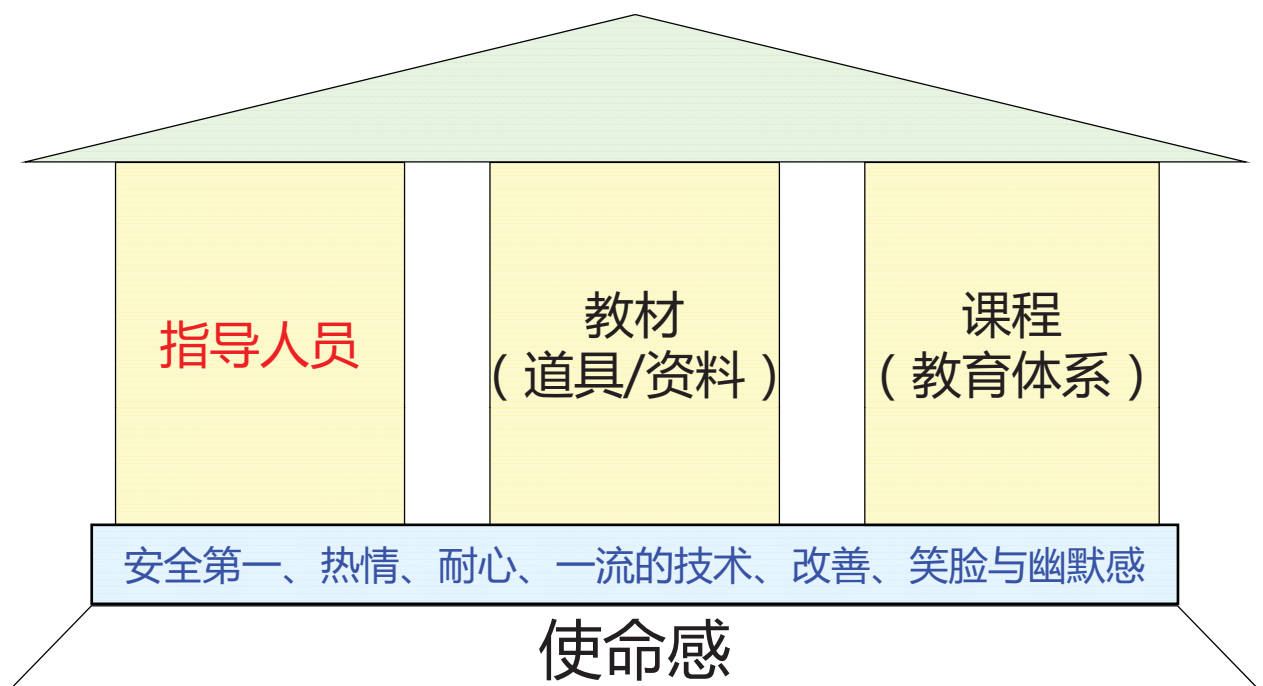 指导人员
教材
（道具/资料）
课程
（教育体系）
安全第一、热情、耐心、一流的技术、改善、笑脸与幽默感
使命感